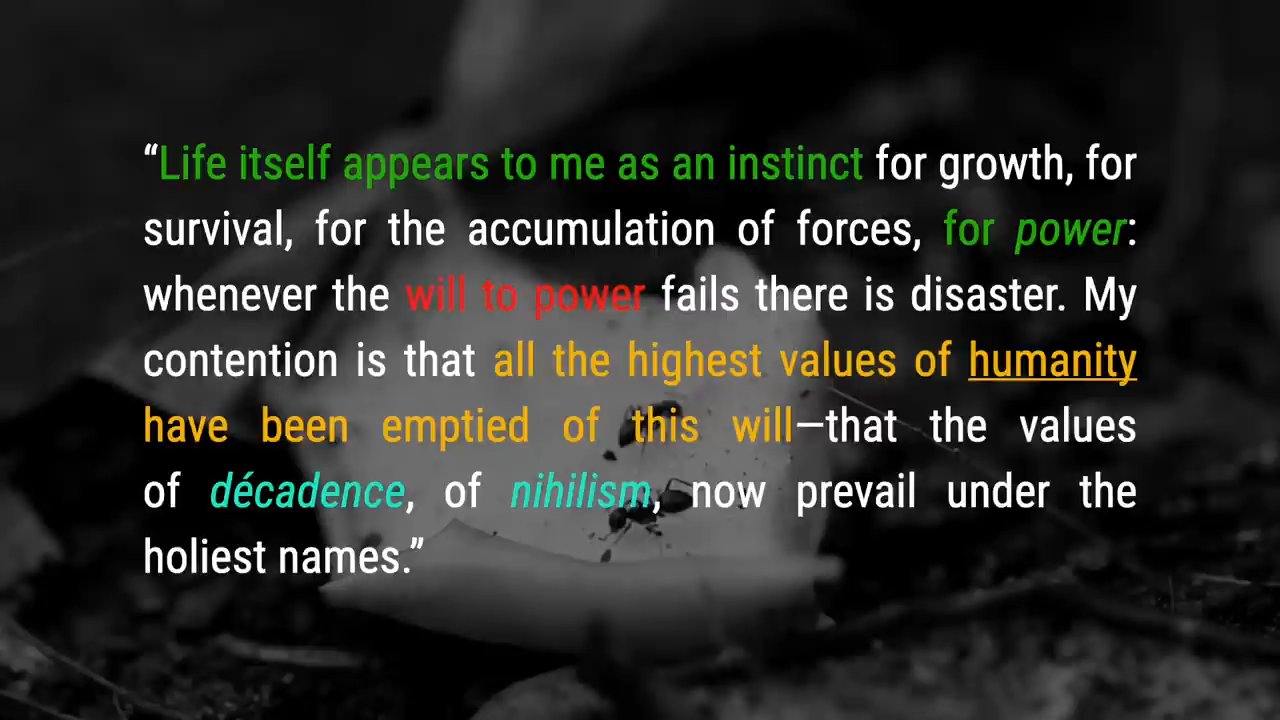 “Life itself appears to me as an instinct for growth, for
survival, for the accumulation of forces, for power:
whenever the will to power fails there is disaster. My
contention is that all the highest values of humanity
have been emptied of this will—that the values
of décadence, of nihilism, now prevail under the
holiest names.”